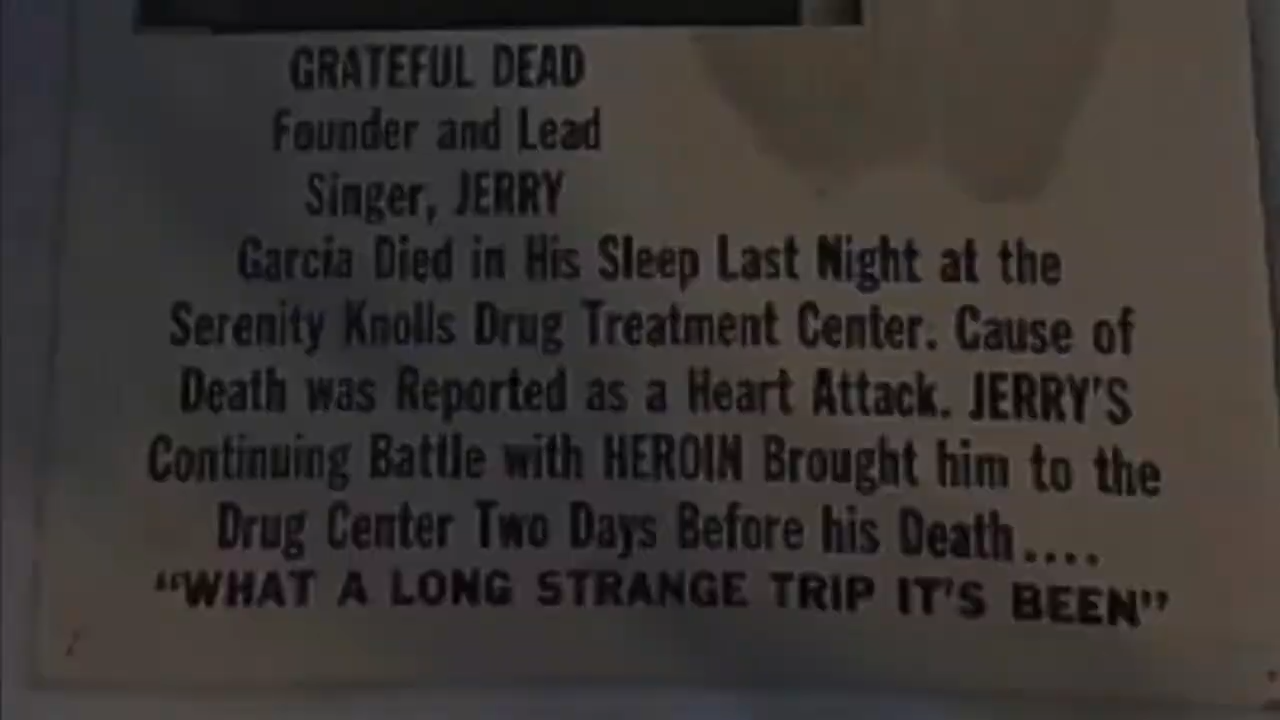 GRATEFUL DEAD
Founder and Lead
Singer, JERRY
Garcia Died in His Sleep Last Night at the
Serenity Knolls Drug Treatment Center. Cause of
Death was Reported as a Heart Attack. JERRY'S
Continuing Battle with HEROIN Brought him to the
Drug Center Two Days Before his Death....
"WHAT A LONG STRANGE TRIP IT'S BEEN"